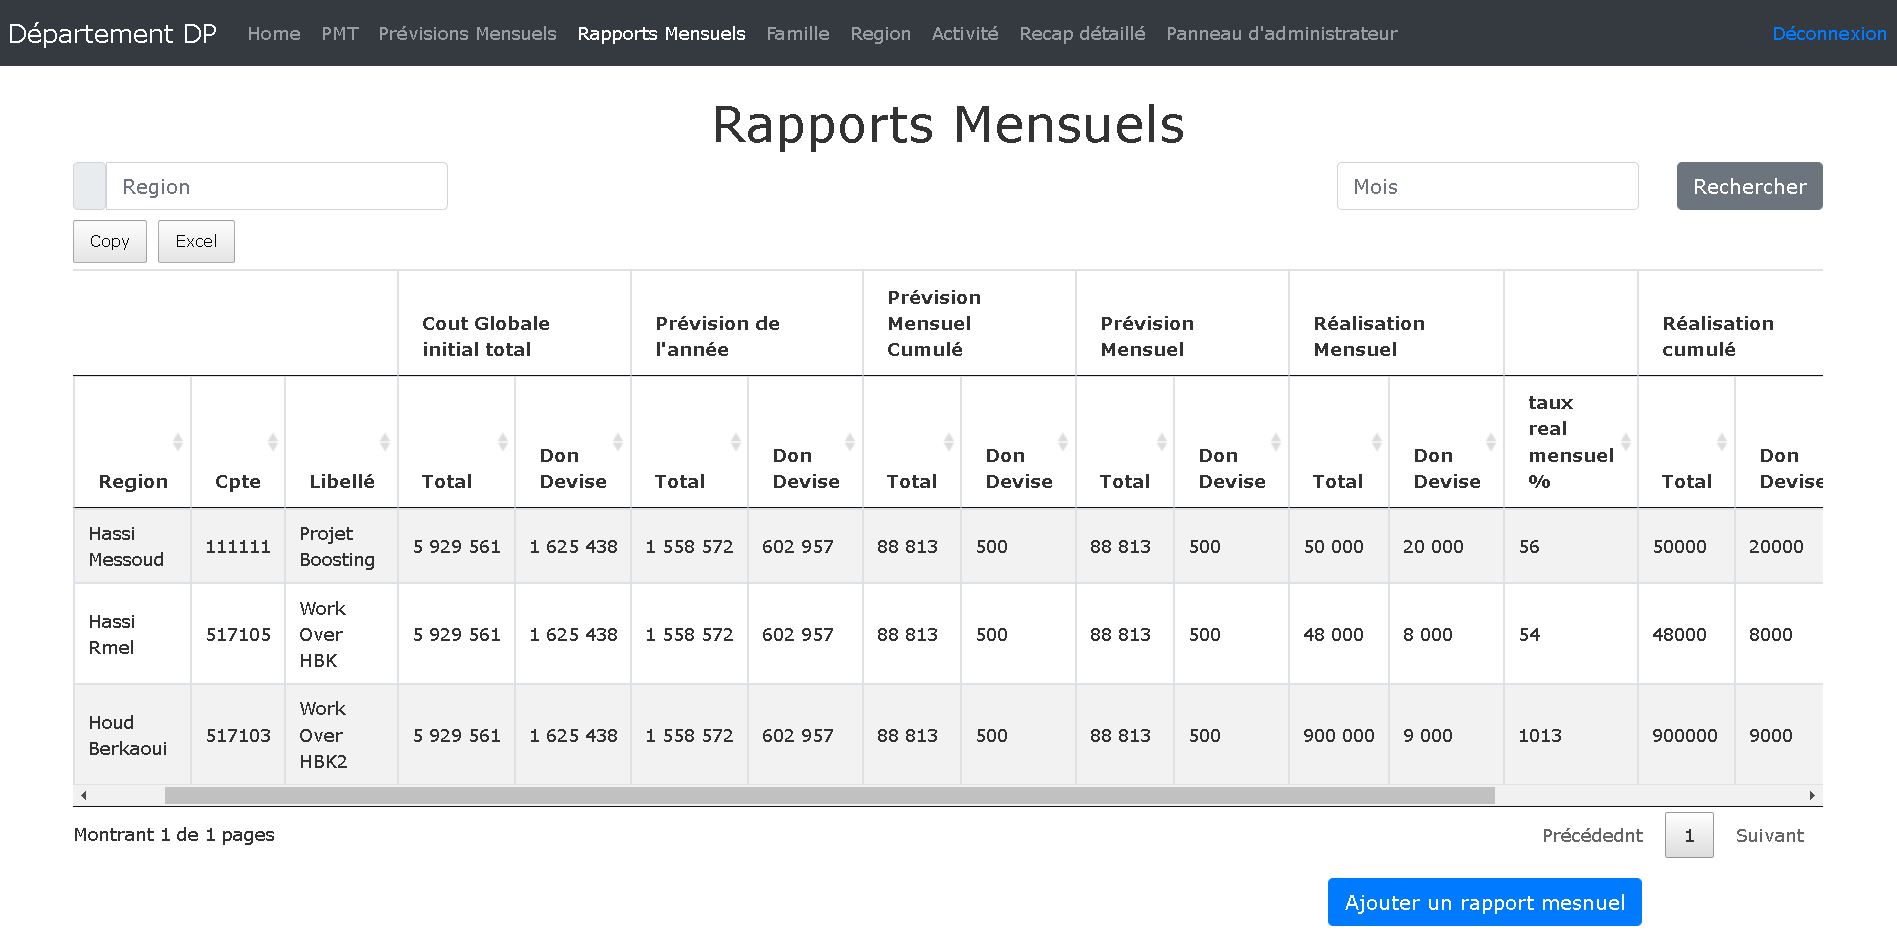 Département DP Home PMT Prévisions Mensuels Rapports Mensuels Famille Region Activité Recap détaillé Panneau d'administrateur Déconnexion
Rapports Mensuels
Region Mois Rechercher
Copy Excel
Cout Globale initial total Prévision de l'année Prévision Mensuel Cumulé Prévision Mensuel Réalisation Mensuel Réalisation cumulé
Region Cpte Libellé Total Don Devise Total Don Devise Total Don Devise Total Don Devise Total Don Devise taux real mensuel % Total Don Devise
Hassi Messoud 111111 Projet Boosting 5 929 561 1 625 438 1 558 572 602 957 88 813 500 88 813 500 50 000 20 000 56 50000 20000
Hassi Rmel 517105 Work Over HBK 5 929 561 1 625 438 1 558 572 602 957 88 813 500 88 813 500 48 000 8 000 54 48000 8000
Houd Berkaoui 517103 Work Over HBK2 5 929 561 1 625 438 1 558 572 602 957 88 813 500 88 813 500 900 000 9 000 1013 900000 9000
Montrant 1 de 1 pages Précédednt 1 Suivant
Ajouter un rapport mesnuel